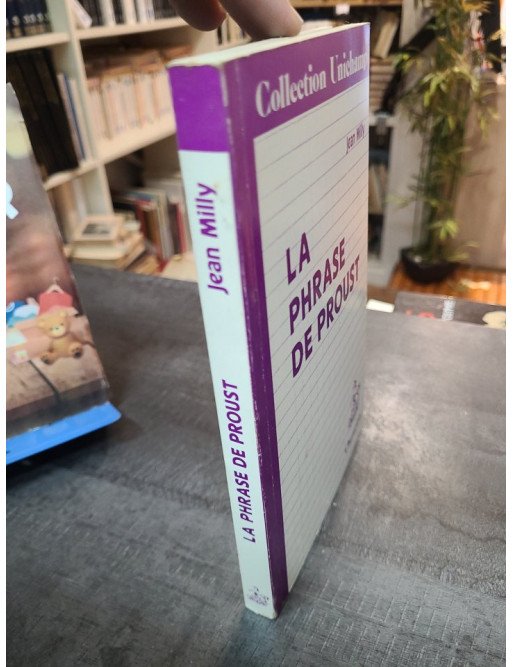 Collection Unichamp
Jean Milly
LA
PHRASE
DE PROUST
Jean Milly
LA PHRASE DE PROUST